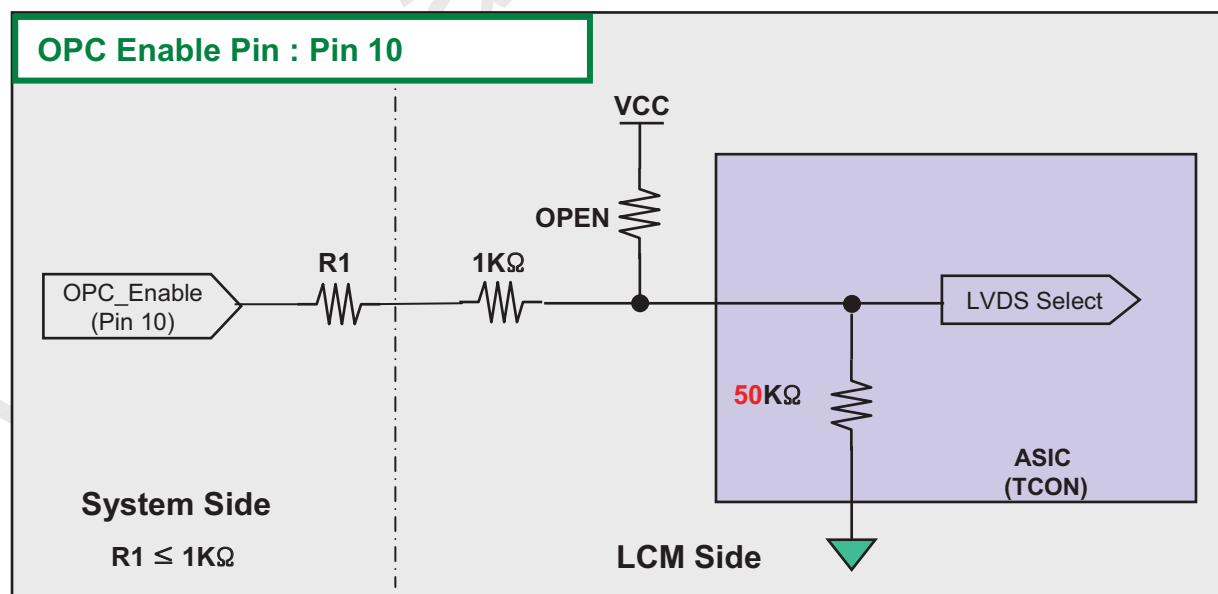 OPC Enable Pin : Pin 10
VCC
OPEN
R1
1KΩ
OPC_Enable
(Pin 10)
LVDS Select
50KΩ
ASIC
(TCON)
System Side
R1 ≤ 1KΩ
LCM Side